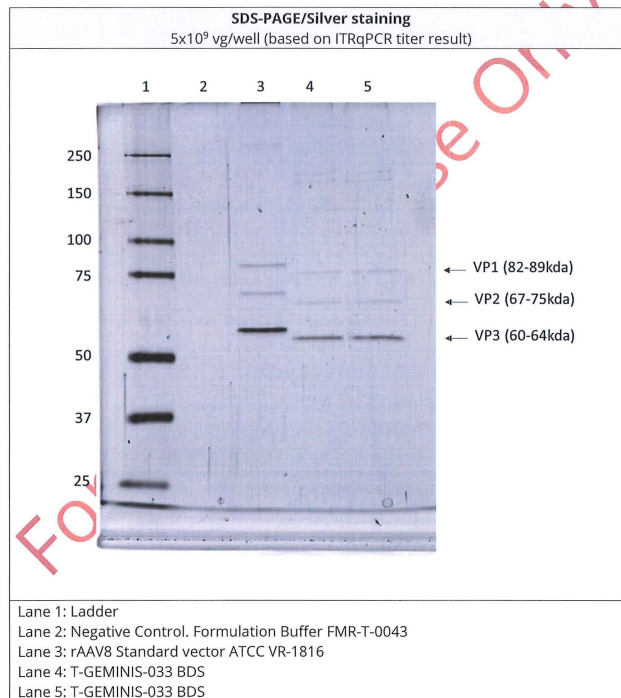 SDS-PAGE/Silver staining
5x10⁹ vg/well (based on ITRqPCR titer result)
1 2 3 4 5
250
150
100
75
50
37
25
VP1 (82-89kda)
VP2 (67-75kda)
VP3 (60-64kda)
Lane 1: Ladder
Lane 2: Negative Control. Formulation Buffer FMR-T-0043
Lane 3: rAAV8 Standard vector ATCC VR-1816
Lane 4: T-GEMINIS-033 BDS
Lane 5: T-GEMINIS-033 BDS